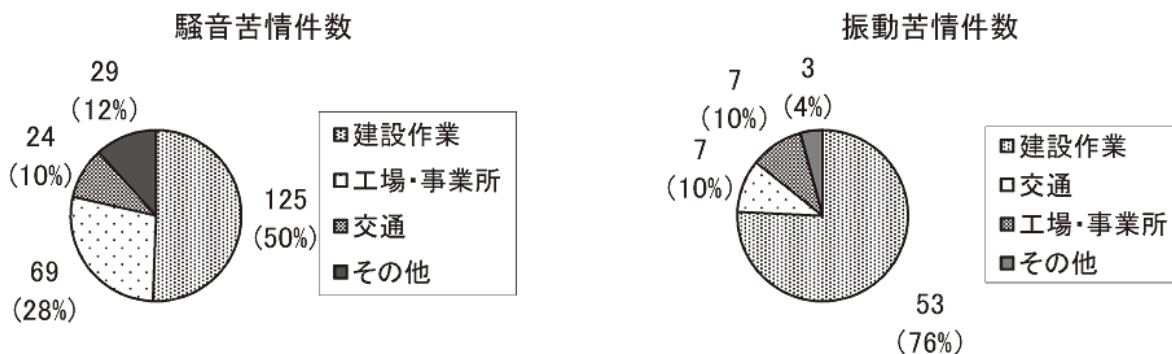 騒音苦情件数
29
(12%)
24
(10%)
69
(28%)
125
(50%)
建設作業
工場・事業所
交通
その他
振動苦情件数
3
(4%)
7
(10%)
7
(10%)
53
(76%)
建設作業
交通
工場・事業所
その他